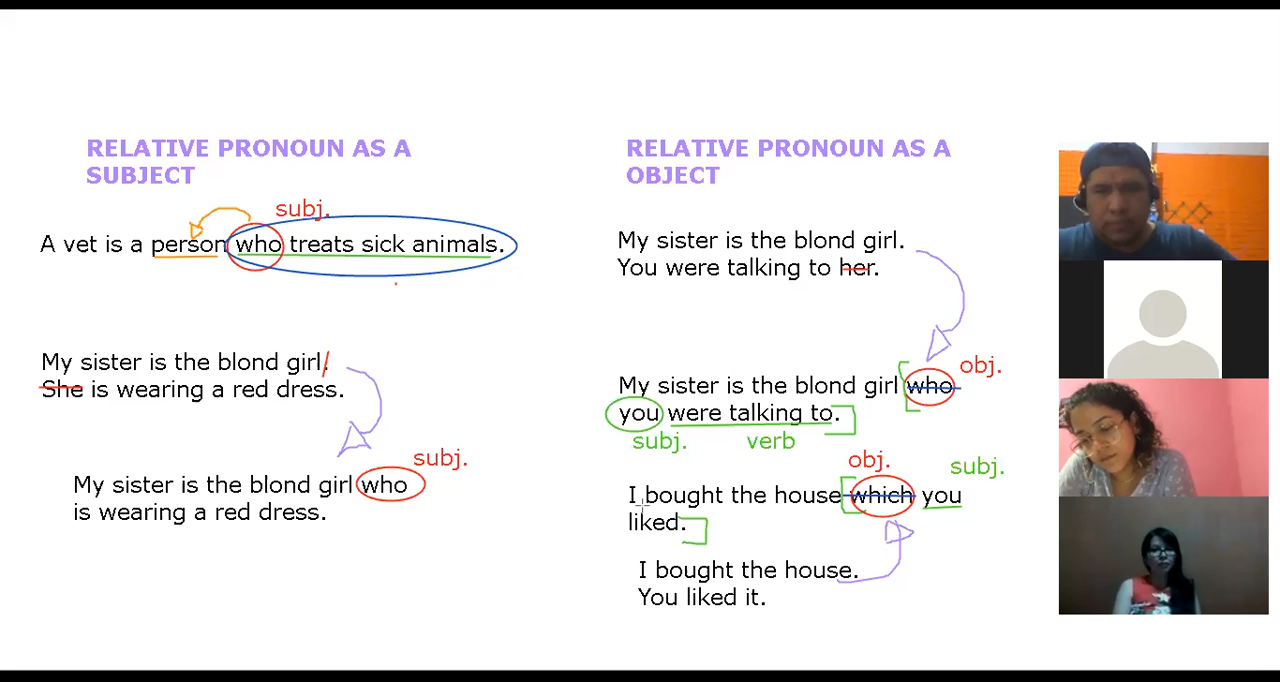 RELATIVE PRONOUN AS A
SUBJECT
subj.
A vet is a person who treats sick animals.
My sister is the blond girl.
She is wearing a red dress.
subj.
My sister is the blond girl who
is wearing a red dress.
RELATIVE PRONOUN AS A
OBJECT
My sister is the blond girl.
You were talking to her.
obj.
My sister is the blond girl who
you were talking to.
subj. verb
obj. subj.
I bought the house which you
liked.
I bought the house.
You liked it.